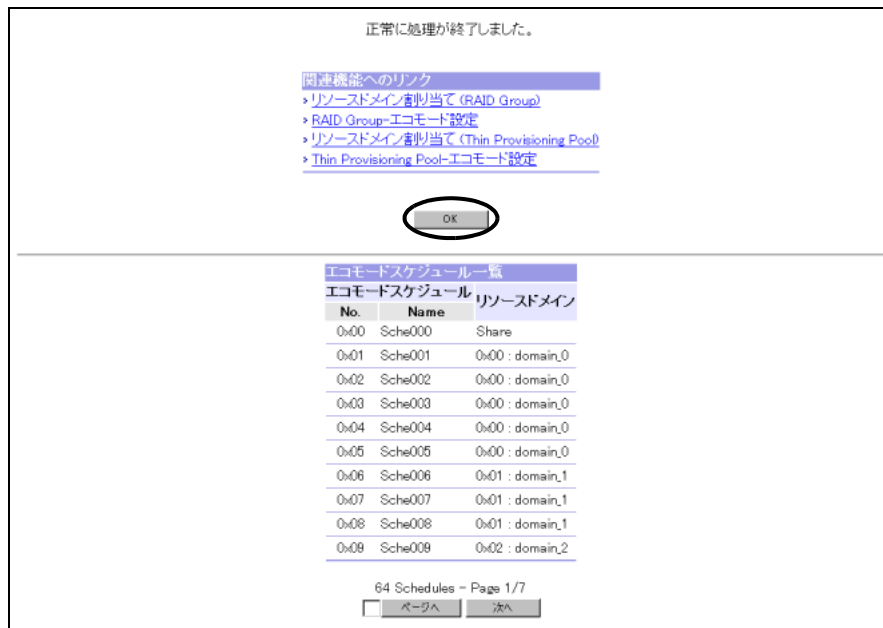 正常に処理が終了しました。
関連機能へのリンク
リソースドメイン割り当て (RAID Group)
RAID Group-エコモード設定
リソースドメイン割り当て (Thin Provisioning Pool)
Thin Provisioning Pool-エコモード設定
OK
エコモードスケジュール一覧
エコモードスケジュール リソースドメイン
No. Name
0x00 Sche000 Share
0x01 Sche001 0x00 : domain_0
0x02 Sche002 0x00 : domain_0
0x03 Sche003 0x00 : domain_0
0x04 Sche004 0x00 : domain_0
0x05 Sche005 0x00 : domain_0
0x06 Sche006 0x01 : domain_1
0x07 Sche007 0x01 : domain_1
0x08 Sche008 0x01 : domain_1
0x09 Sche009 0x02 : domain_2
64 Schedules - Page 1/7
ページへ 次へ